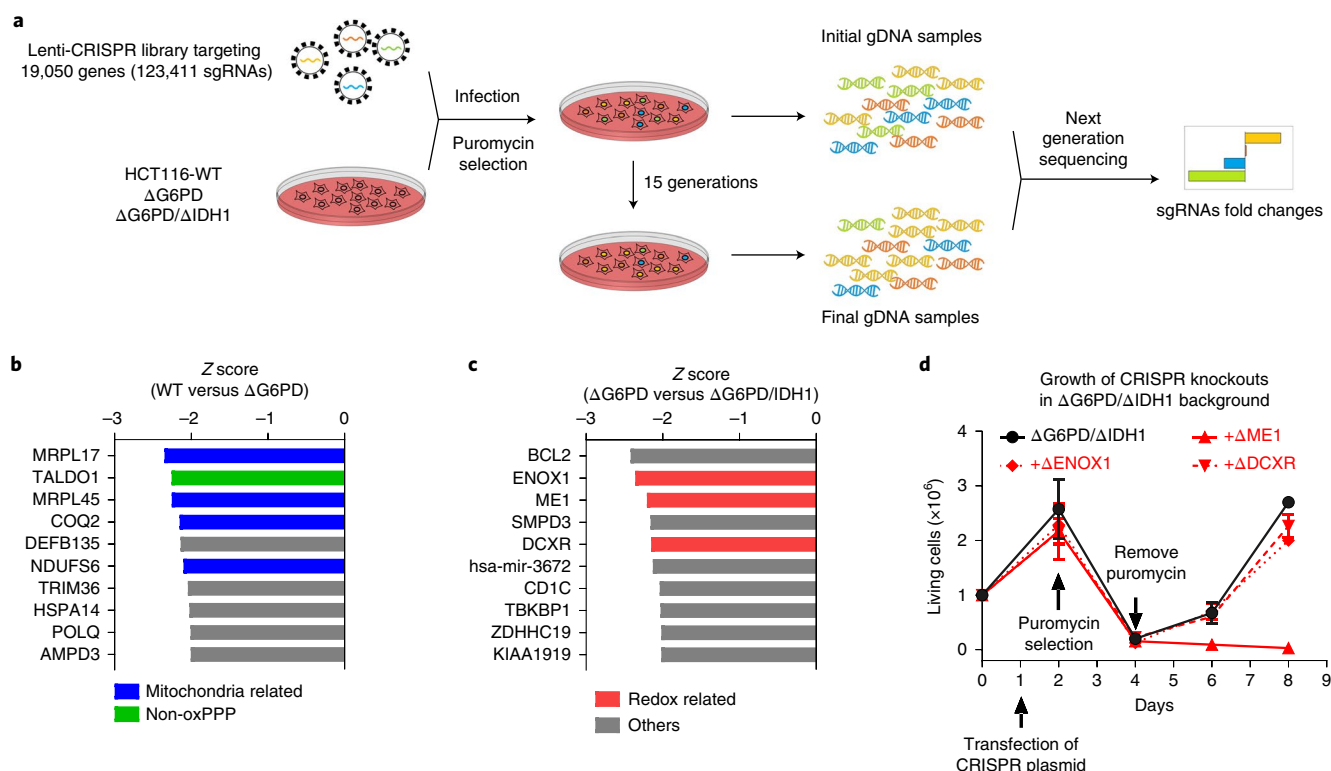 a
Lenti-CRISPR library targeting
19,050 genes (123,411 sgRNAs)
HCT116-WT
ΔG6PD
ΔG6PD/ΔIDH1
Infection
Puromycin
selection
15 generations
Initial gDNA samples
Final gDNA samples
Next
generation
sequencing
sgRNAs fold changes
b
Z score
(WT versus ΔG6PD)
−3
−2
−1
0
MRPL17
TALDO1
MRPL45
COQ2
DEFB135
NDUFS6
TRIM36
HSPA14
POLQ
AMPD3
Mitochondria related
Non-oxPPP
c
Z score
(ΔG6PD versus ΔG6PD/IDH1)
−3
−2
−1
0
BCL2
ENOX1
ME1
SMPD3
DCXR
hsa-mir-3672
CD1C
TBKBP1
ZDHHC19
KIAA1919
Redox related
Others
d
Growth of CRISPR knockouts
in ΔG6PD/ΔIDH1 background
ΔG6PD/ΔIDH1
+ΔME1
+ΔENOX1
+ΔDCXR
Living cells (×10⁶)
4
3
2
1
0
Remove
puromycin
Puromycin
selection
0 1 2 3 4 5 6 7 8 9
Days
Transfection of
CRISPR plasmid